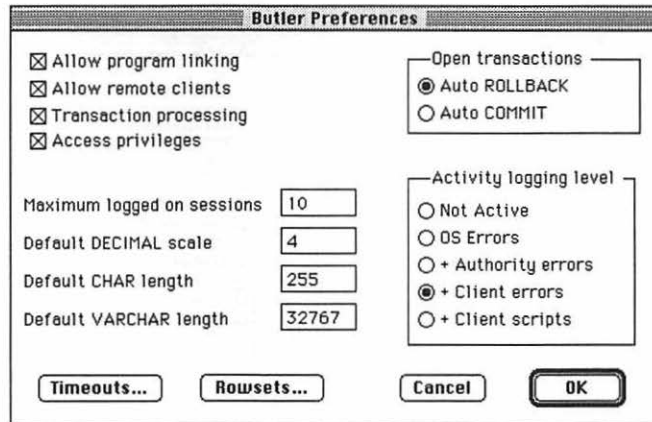 Butler Preferences
Allow program linking
Allow remote clients
Transaction processing
Access privileges
Open transactions
Auto ROLLBACK
Auto COMMIT
Maximum logged on sessions 10
Default DECIMAL scale 4
Default CHAR length 255
Default VARCHAR length 32767
Activity logging level
Not Active
OS Errors
+ Authority errors
+ Client errors
+ Client scripts
Timeouts... Rowsets... Cancel OK